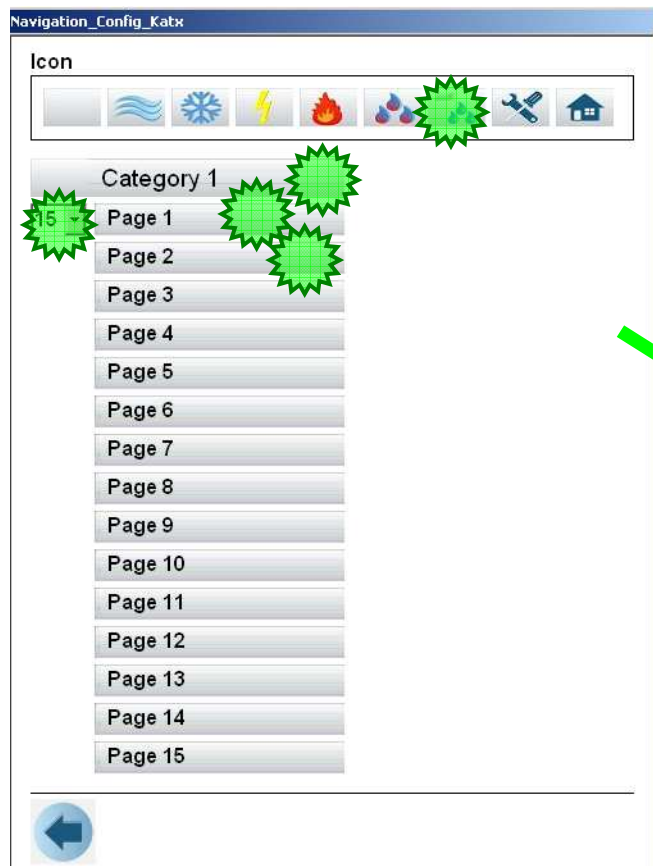 Navigation_Config_Katx
Icon
Category 1
15
Page 1
Page 2
Page 3
Page 4
Page 5
Page 6
Page 7
Page 8
Page 9
Page 10
Page 11
Page 12
Page 13
Page 14
Page 15